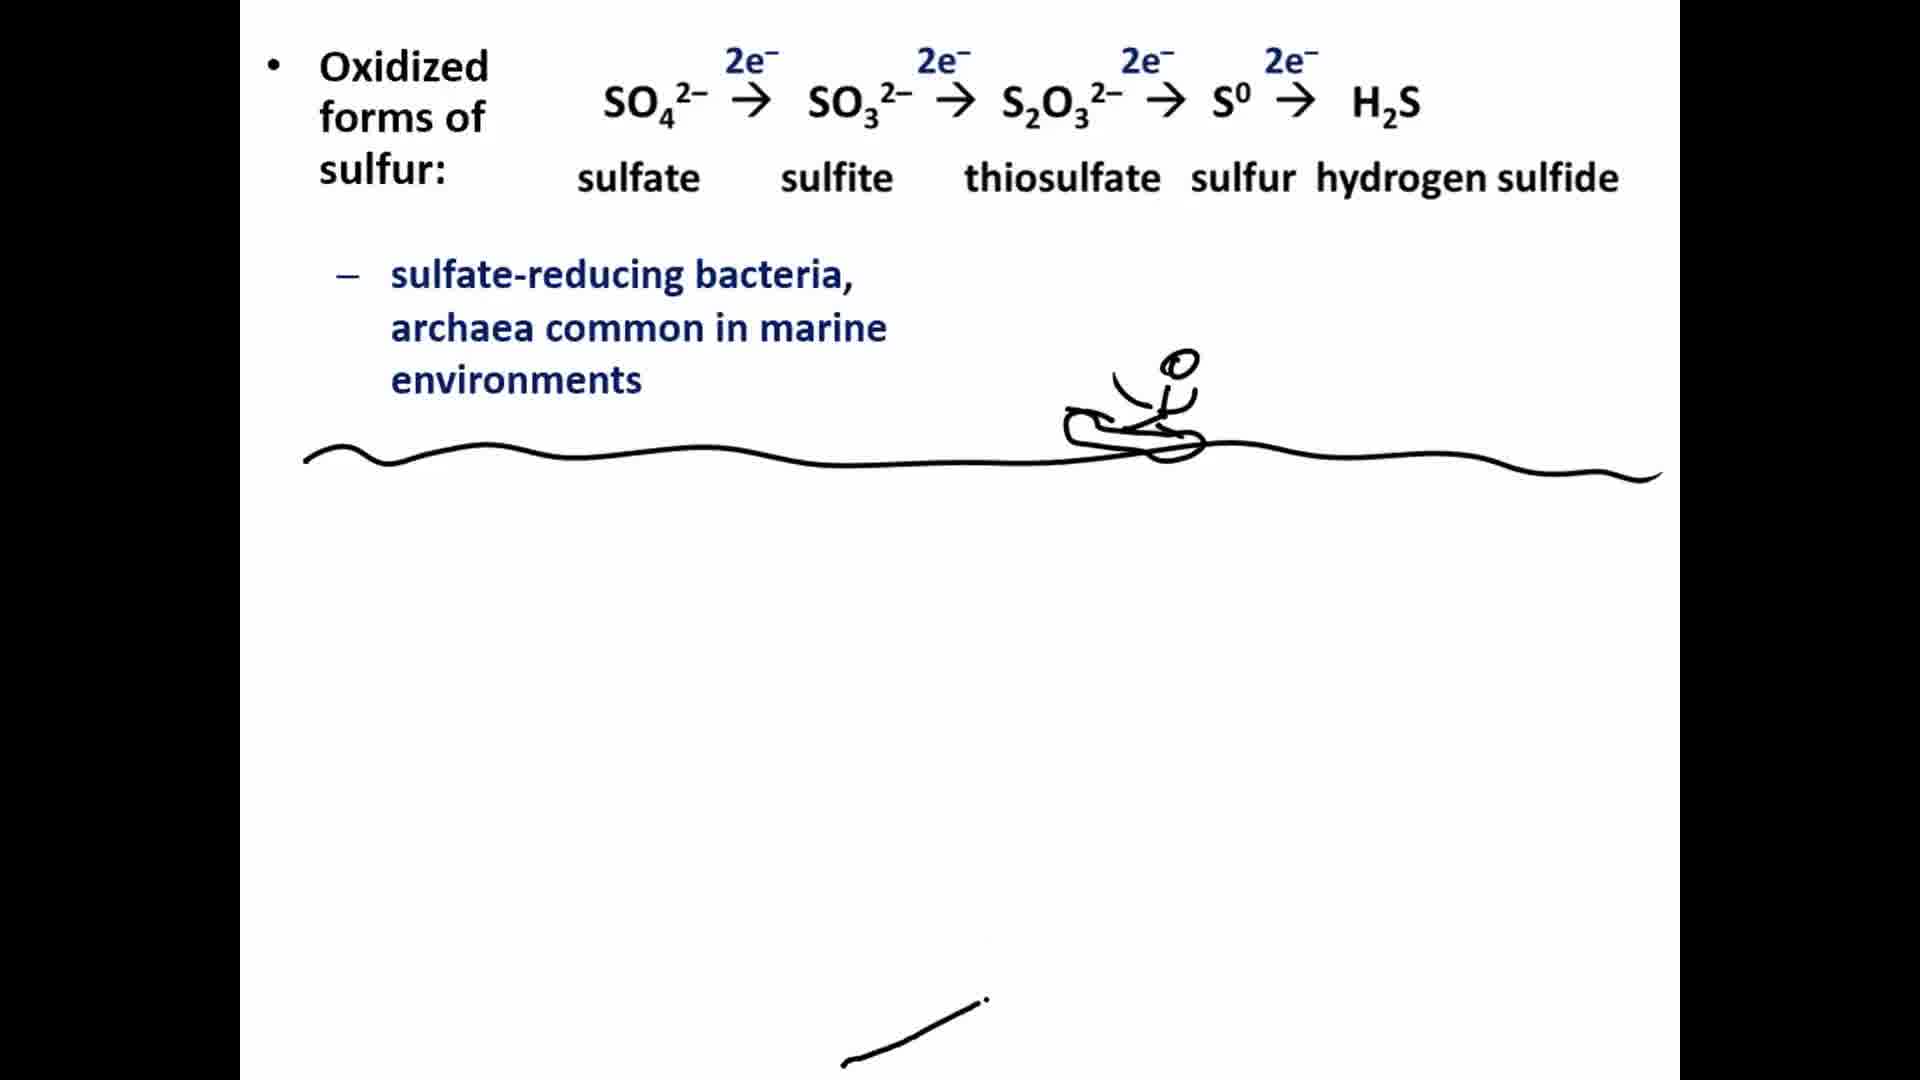 • Oxidized forms of sulfur:
2e⁻ 2e⁻ 2e⁻ 2e⁻
SO₄²⁻ → SO₃²⁻ → S₂O₃²⁻ → S⁰ → H₂S
sulfate sulfite thiosulfate sulfur hydrogen sulfide
– sulfate-reducing bacteria,
archaea common in marine
environments